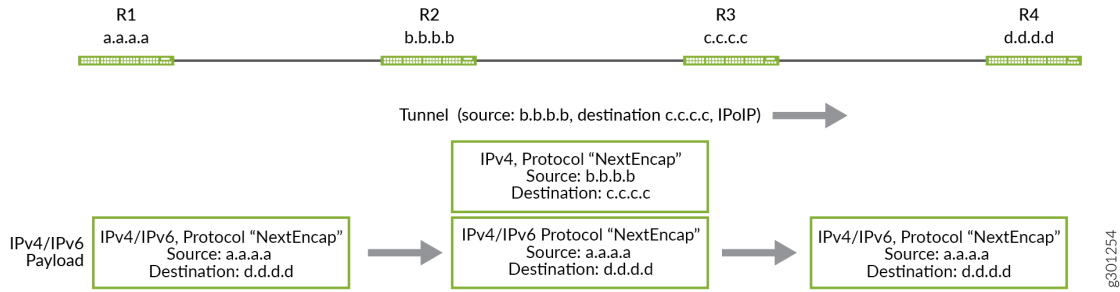 R1
R2
R3
R4
a.a.a.a
b.b.b.b
c.c.c.c
d.d.d.d
Tunnel (source: b.b.b.b, destination c.c.c.c, IPoIP)
IPv4, Protocol “NextEncap”
Source: b.b.b.b
Destination: c.c.c.c
IPv4/IPv6
Payload
IPv4/IPv6, Protocol “NextEncap”
Source: a.a.a.a
Destination: d.d.d.d
IPv4/IPv6 Protocol “NextEncap”
Source: a.a.a.a
Destination: d.d.d.d
IPv4/IPv6, Protocol “NextEncap”
Source: a.a.a.a
Destination: d.d.d.d
g301254